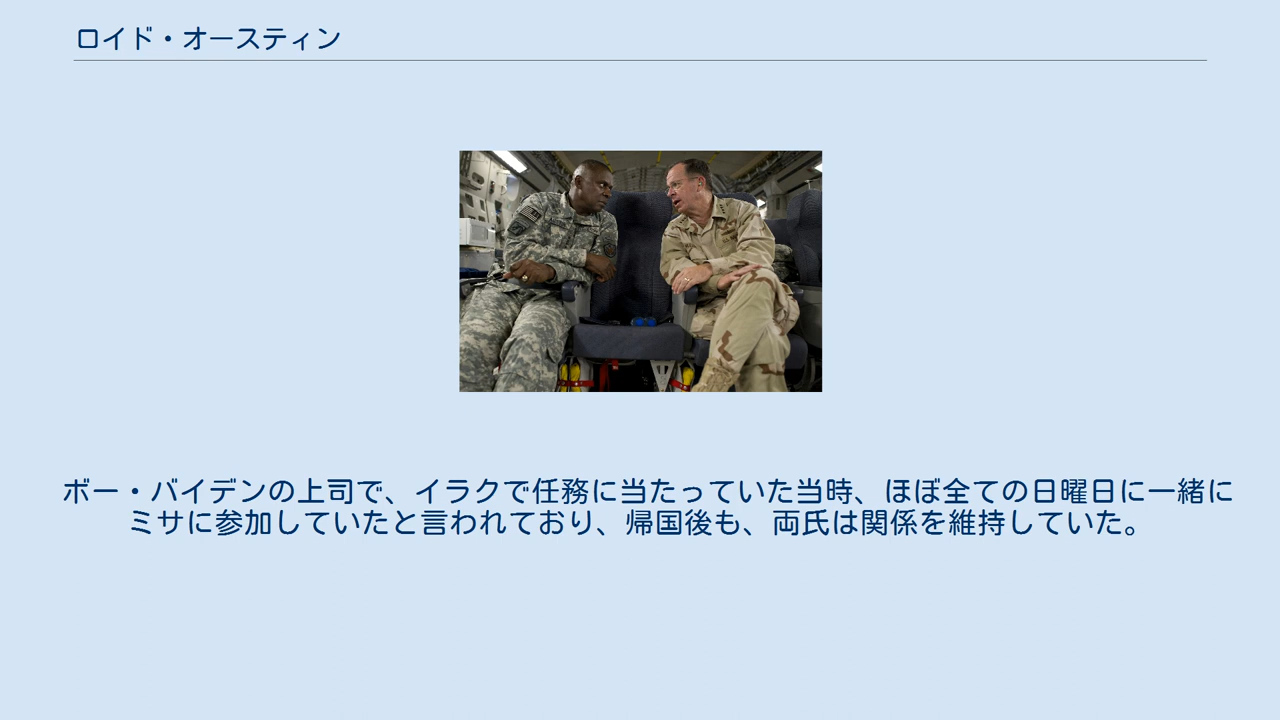 ロイド・オースティン
ボー・バイデンの上司で、イラクで任務に当たっていた当時、ほぼ全ての日曜日に一緒に
ミサに参加していたと言われており、帰国後も、両氏は関係を維持していた。